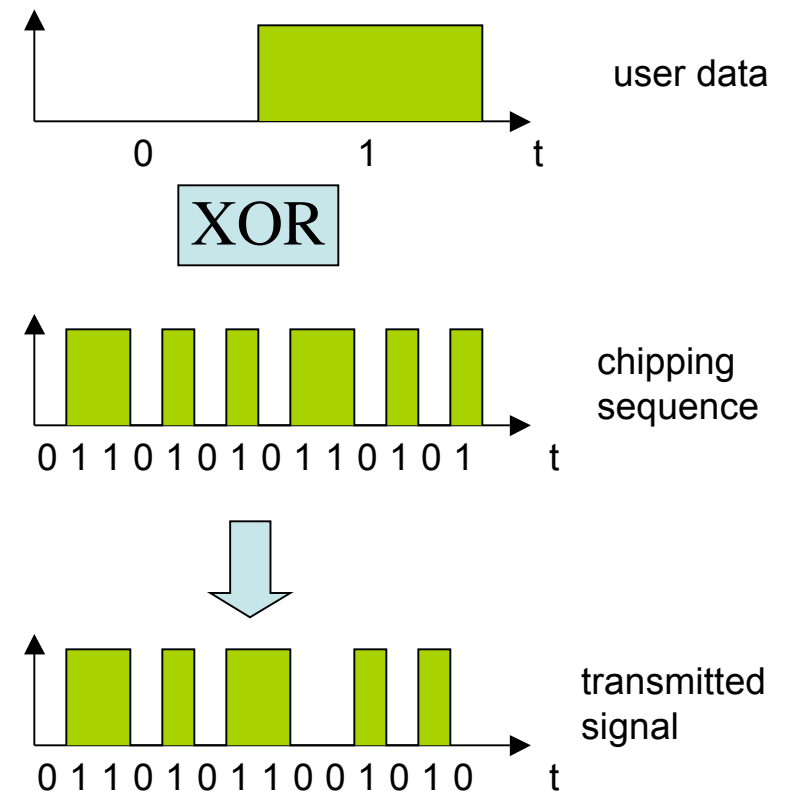 user data
0 1 t
XOR
chipping
sequence
0 1 1 0 1 0 1 0 1 1 0 1 0 1 t
transmitted
signal
0 1 1 0 1 0 1 1 0 0 1 0 1 0 t